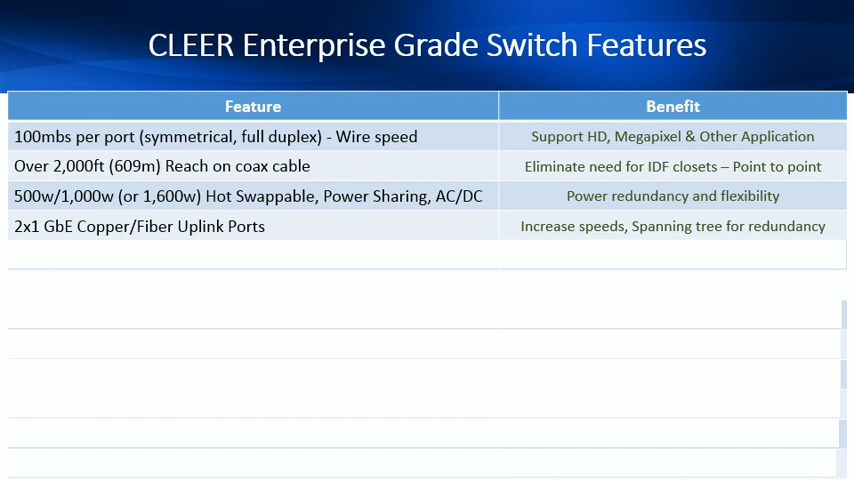 CLEER Enterprise Grade Switch Features
Feature Benefit
100mbs per port (symmetrical, full duplex) - Wire speed Support HD, Megapixel & Other Application
Over 2,000ft (609m) Reach on coax cable Eliminate need for IDF closets – Point to point
500w/1,000w (or 1,600w) Hot Swappable, Power Sharing, AC/DC Power redundancy and flexibility
2x1 GbE Copper/Fiber Uplink Ports Increase speeds, Spanning tree for redundancy